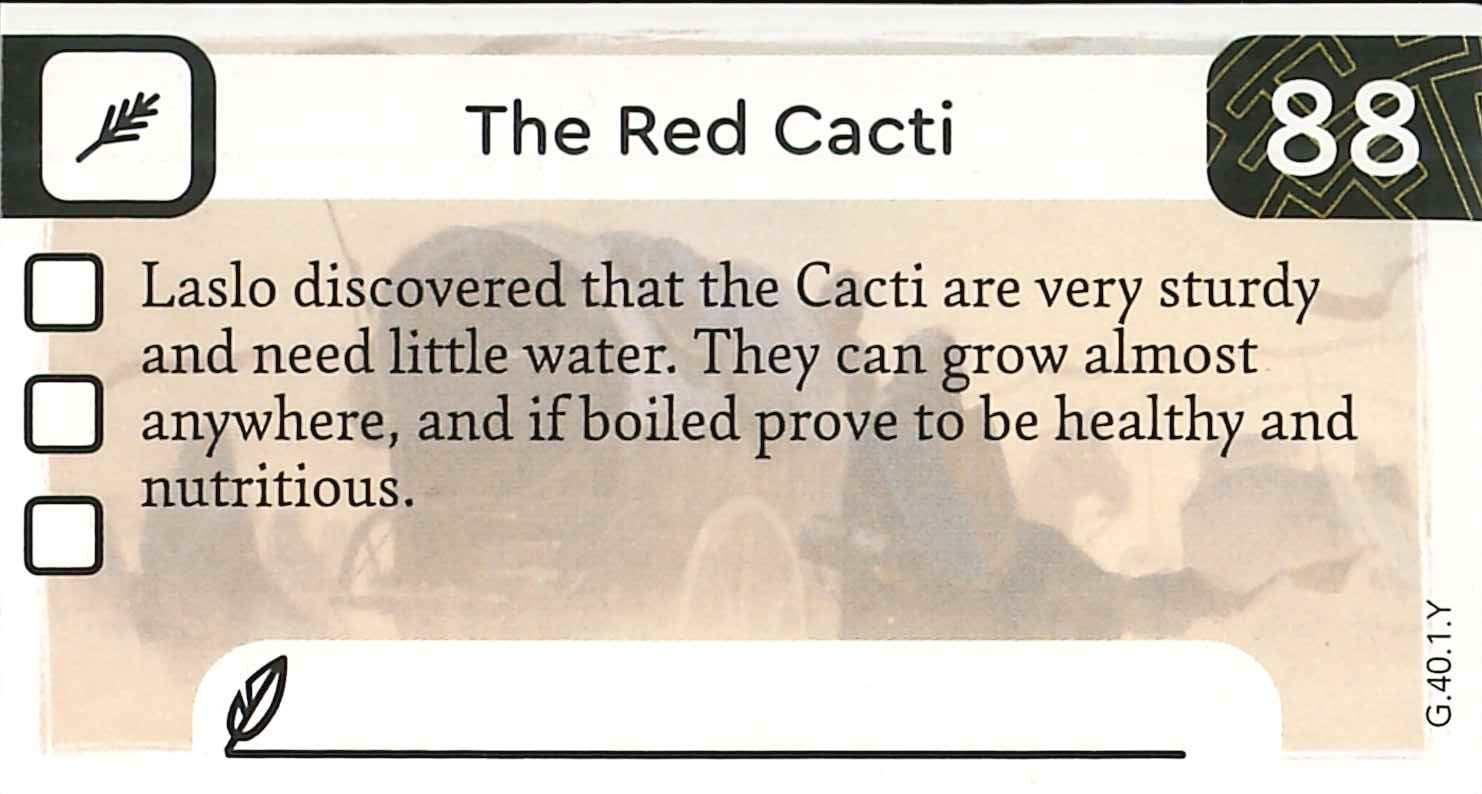 The Red Cacti
88
Laslo discovered that the Cacti are very sturdy
and need little water. They can grow almost
anywhere, and if boiled prove to be healthy and
nutritious.
G.40.1.Y